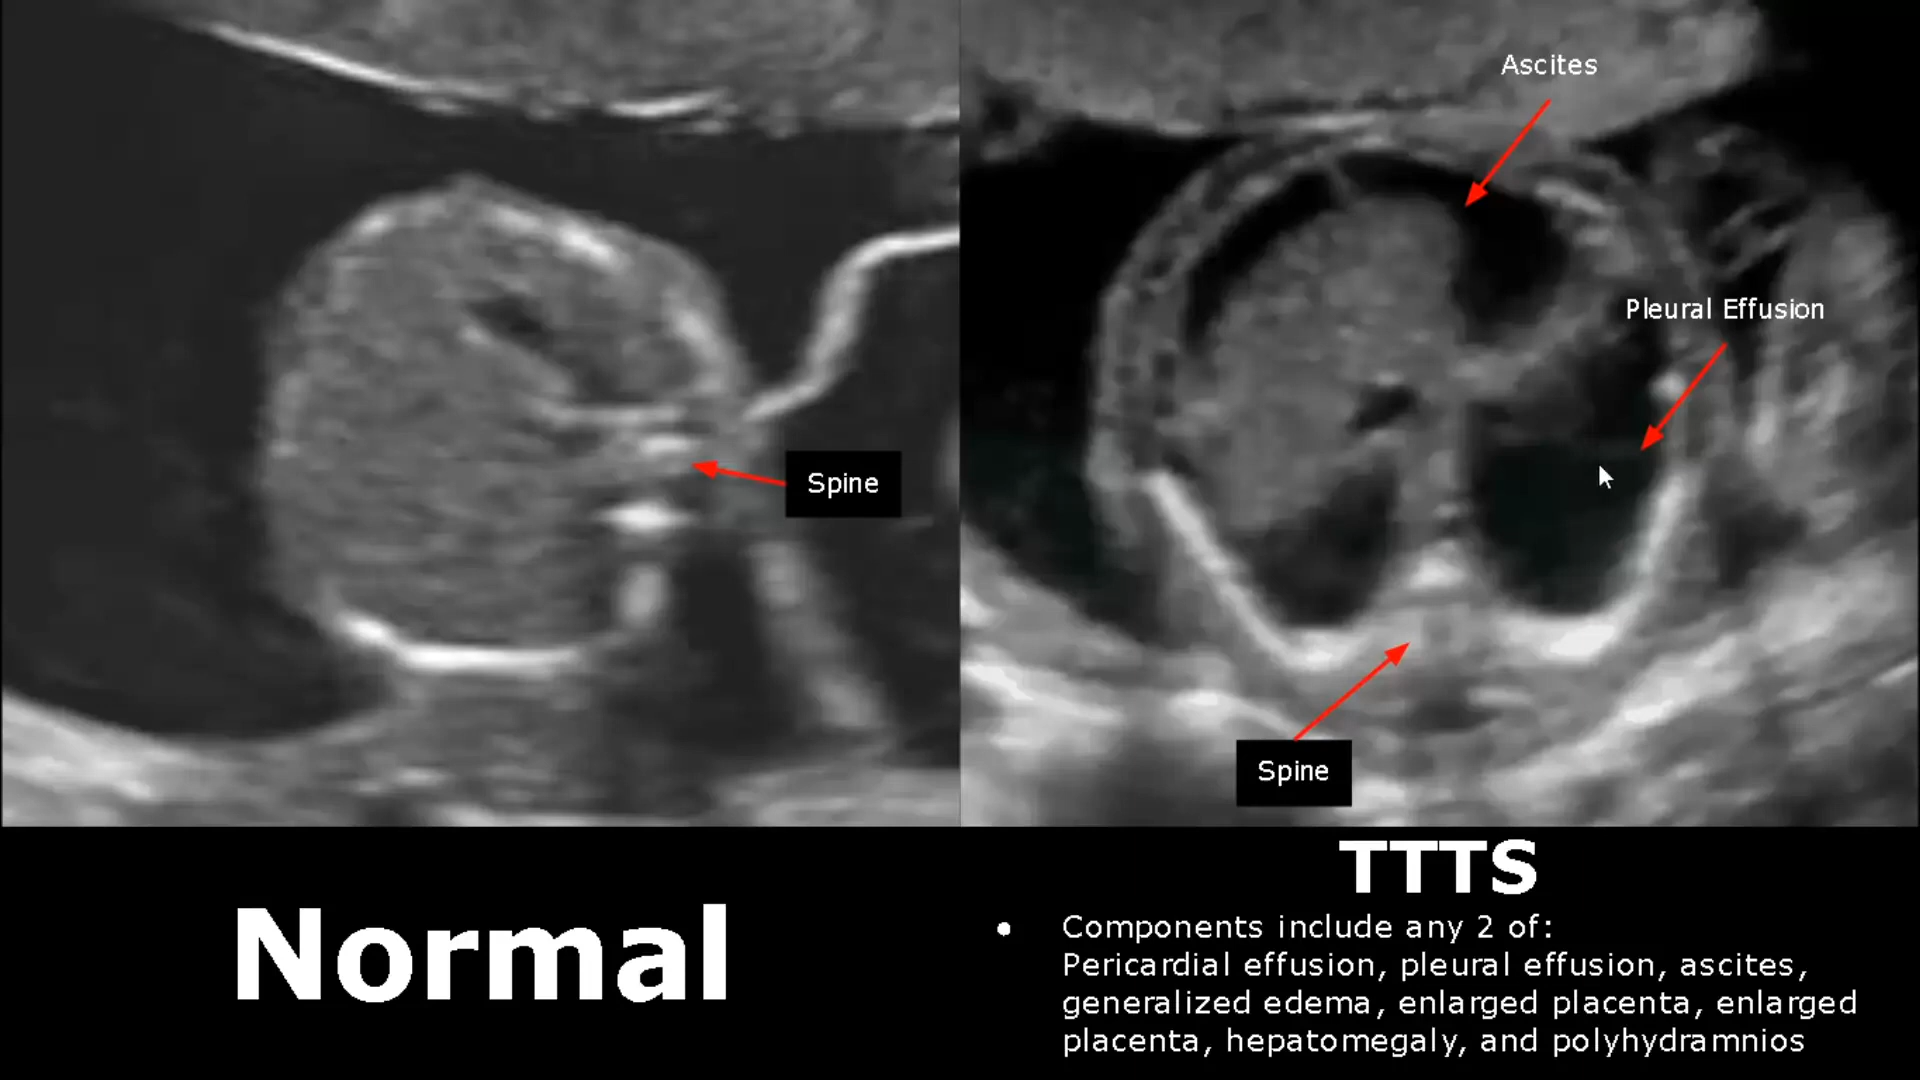 Ascites
Pleural Effusion
Spine
Spine
Normal
TTTS
• Components include any 2 of:
Pericardial effusion, pleural effusion, ascites,
generalized edema, enlarged placenta, enlarged
placenta, hepatomegaly, and polyhydramnios